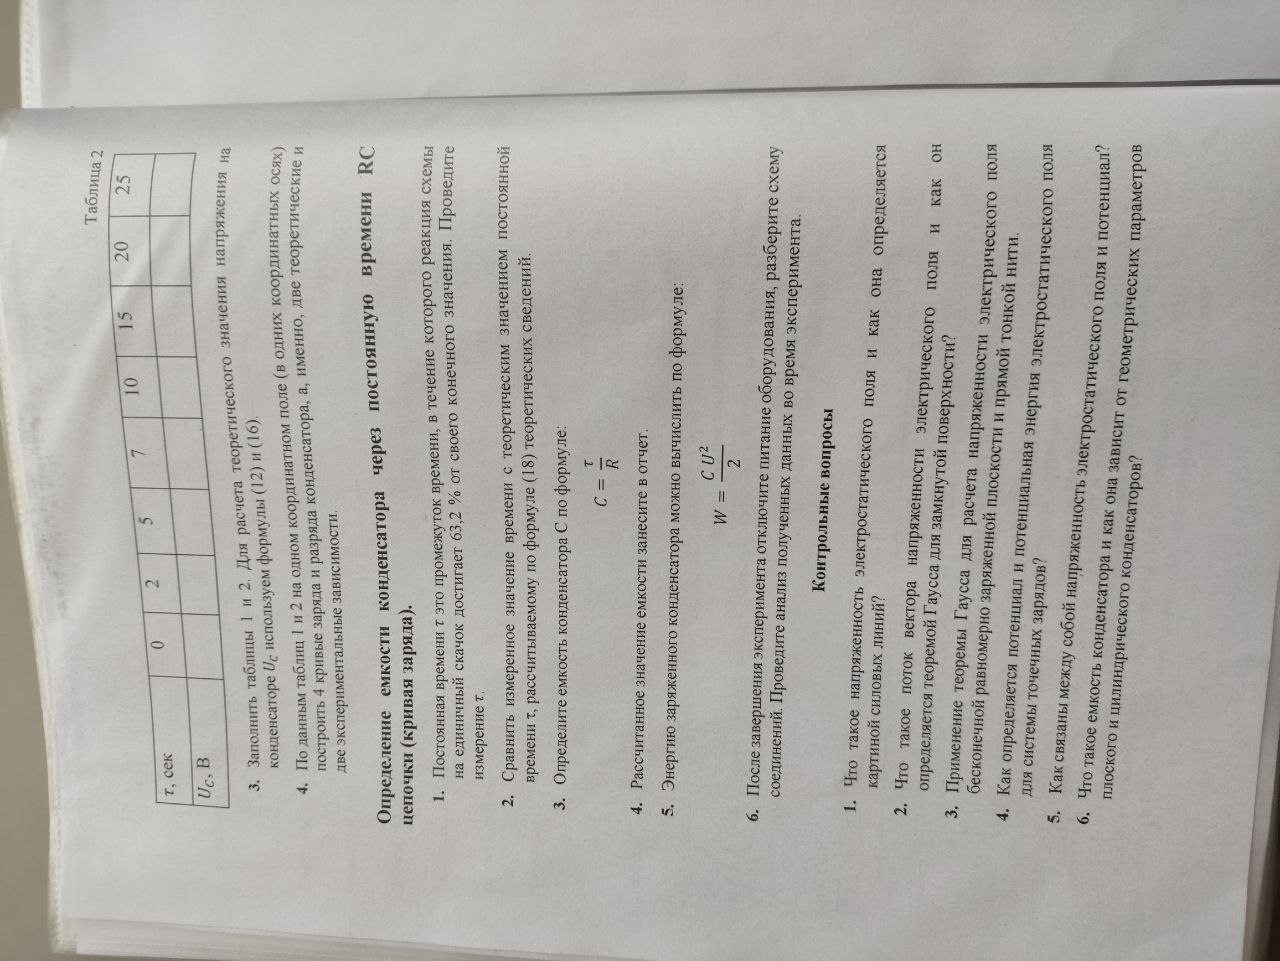 Таблица 2
τ, сек 0 2 5 7 10 15 20 25
U_C, В
3. Заполнить таблицы 1 и 2. Для расчета теоретического значения напряжения на
конденсаторе U_C используем формулы (12) и (16).
4. По данным таблиц 1 и 2 на одном координатном поле (в одних координатных осях)
построить 4 кривые заряда и разряда конденсатора, а, именно, две теоретические и
две экспериментальные зависимости.
Определение емкости конденсатора через постоянную времени RC
цепочки (кривая заряда).
1. Постоянная времени τ это промежуток времени, в течение которого реакция схемы
на единичный скачок достигает 63,2 % от своего конечного значения. Проведите
измерение τ.
2. Сравнить измеренное значение времени с теоретическим значением постоянной
времени τ, рассчитываемому по формуле (18) теоретических сведений.
3. Определите емкость конденсатора С по формуле:
C = τ / R
4. Рассчитанное значение емкости занесите в отчет.
5. Энергию заряженного конденсатора можно вычислить по формуле:
W = C U² / 2
6. После завершения эксперимента отключите питание оборудования, разберите схему
соединений. Проведите анализ полученных данных во время эксперимента.
Контрольные вопросы
1. Что такое напряженность электростатического поля и как она определяется
картиной силовых линий?
2. Что такое поток вектора напряженности электрического поля и как он
определяется теоремой Гаусса для замкнутой поверхности?
3. Применение теоремы Гаусса для расчета напряженности электрического поля
бесконечной равномерно заряженной плоскости и прямой тонкой нити.
4. Как определяется потенциал и потенциальная энергия электростатического поля
для системы точечных зарядов?
5. Как связаны между собой напряженность электростатического поля и потенциал?
6. Что такое емкость конденсатора и как она зависит от геометрических параметров
плоского и цилиндрического конденсаторов?